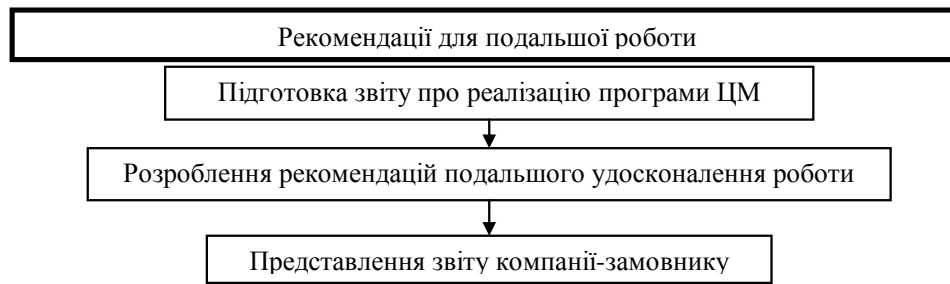 Рекомендації для подальшої роботи
Підготовка звіту про реалізацію програми ЦМ
Розроблення рекомендацій подальшого удосконалення роботи
Представлення звіту компанії-замовнику